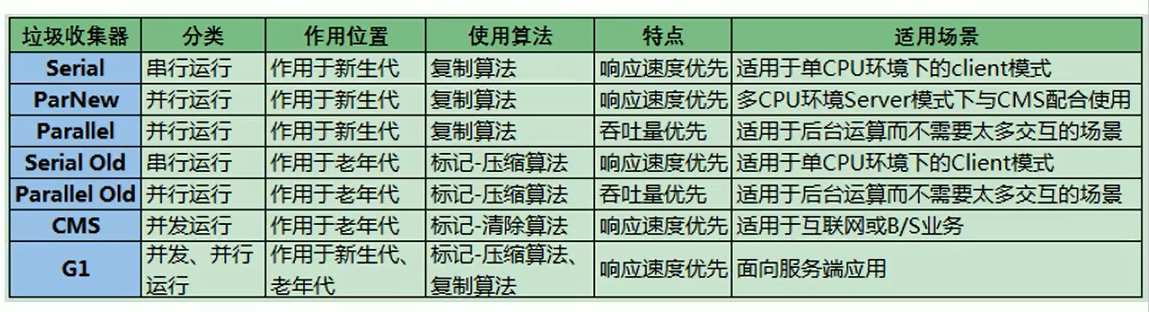 垃圾收集器 分类 作用位置 使用算法 特点 适用场景
Serial 串行运行 作用于新生代 复制算法 响应速度优先 适用于单CPU环境下的client模式
ParNew 并行运行 作用于新生代 复制算法 响应速度优先 多CPU环境Server模式下与CMS配合使用
Parallel 并行运行 作用于新生代 复制算法 吞吐量优先 适用于后台运算而不需要太多交互的场景
Serial Old 串行运行 作用于老年代 标记-压缩算法 响应速度优先 适用于单CPU环境下的Client模式
Parallel Old 并行运行 作用于老年代 标记-压缩算法 吞吐量优先 适用于后台运算而不需要太多交互的场景
CMS 并发运行 作用于老年代 标记-清除算法 响应速度优先 适用于互联网或B/S业务
G1 并发、并行 作用于新生代、 标记-压缩算法、 响应速度优先 面向服务端应用
运行 老年代 复制算法